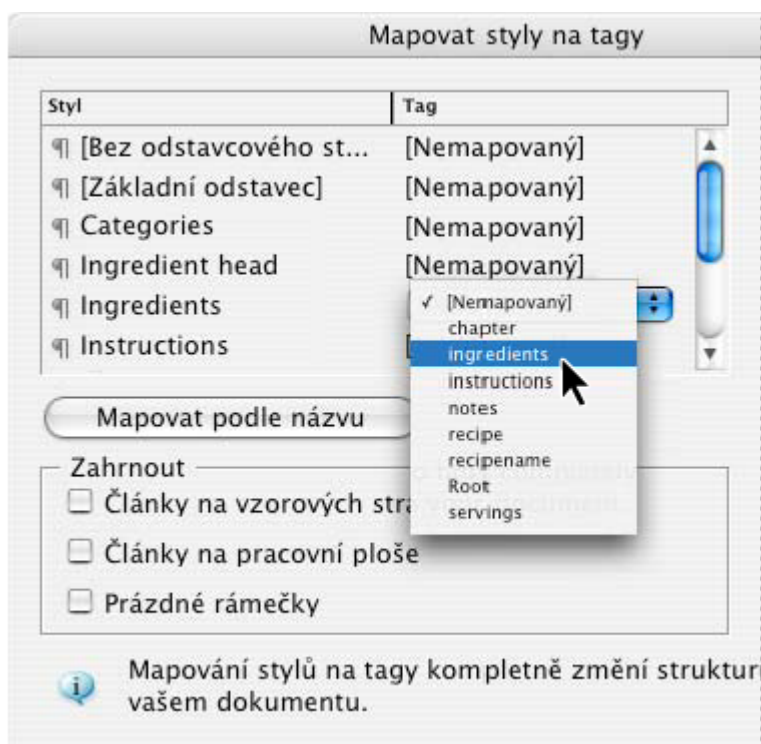 Mapovat styly na tagy
Styl Tag
¶ [Bez odstavcového st... [Nemapovaný]
¶ [Základní odstavec] [Nemapovaný]
¶ Categories [Nemapovaný]
¶ Ingredient head [Nemapovaný]
¶ Ingredients
¶ Instructions
✓ [Nemapovaný]
chapter
ingredients
instructions
notes
recipe
recipename
Root
servings
Mapovat podle názvu
Zahrnout
Články na vzorových
Články na pracovní ploše
Prázdné rámečky
Mapování stylů na tagy kompletně změní struktur
vašem dokumentu.